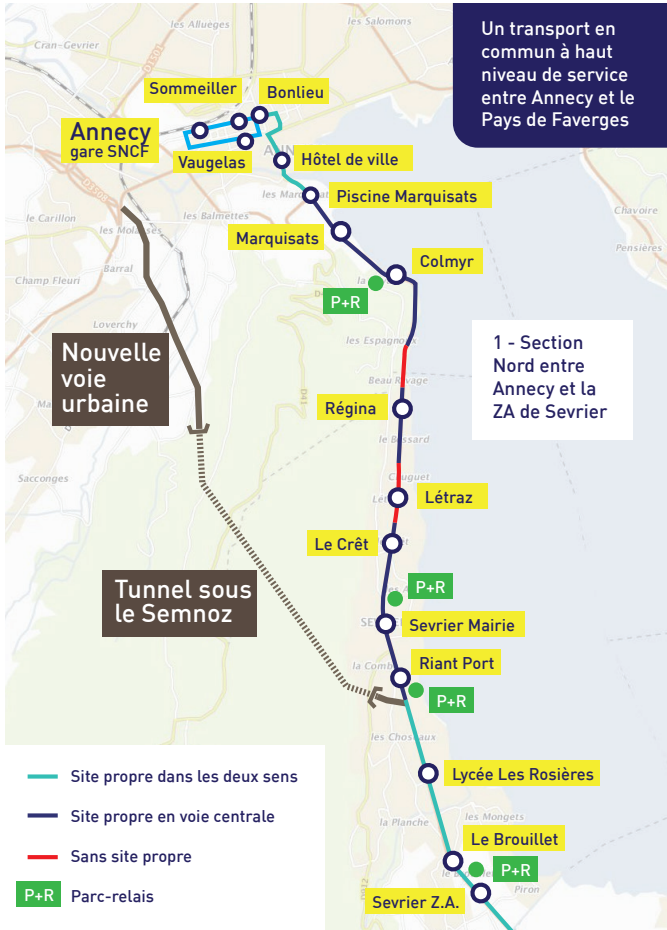 Un transport en
commun à haut
niveau de service
entre Annecy et le
Pays de Faverges
les Allueges
les Salomons
Cran-Gevrier
D1501
Sommeiller
Bonlieu
Annecy
gare SNCF
Vaugelas
Hôtel de ville
Piscine Marquisats
Marquisats
le Carillon
les Balmettes
les Molasses
Champ Fleuri
Barral
Chavoire
Pensières
Colmyr
P+R
Loverchy
les Espagnoux
D41
1 - Section
Nord entre
Annecy et la
ZA de Sevrier
Nouvelle
voie
urbaine
Beau Rivage
Régina
le Bossard
Sacconges
Létraz
Le Crêt
Tunnel sous
le Semnoz
P+R
Sevrier Mairie
Riant Port
P+R
les Choseaux
Lycée Les Rosières
la Planche
les Mongets
Le Brouillet
P+R
Piron
Sevrier Z.A.
D912
Site propre dans les deux sens
Site propre en voie centrale
Sans site propre
P+R Parc-relais